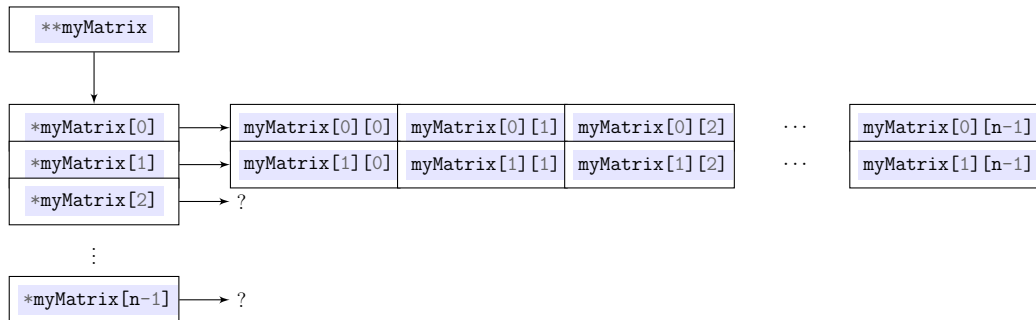 **myMatrix
*myMatrix[0] myMatrix[0][0] myMatrix[0][1] myMatrix[0][2] ... myMatrix[0][n-1]
*myMatrix[1] myMatrix[1][0] myMatrix[1][1] myMatrix[1][2] ... myMatrix[1][n-1]
*myMatrix[2] ?
⋮
*myMatrix[n-1] ?